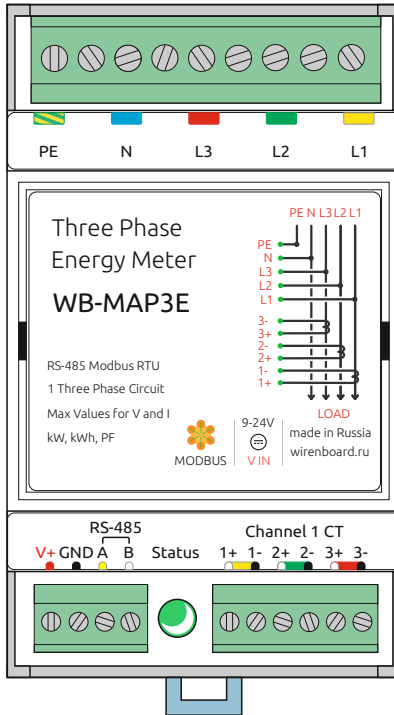 PE N L3 L2 L1
Three Phase
Energy Meter
WB-MAP3E
RS-485 Modbus RTU
1 Three Phase Circuit
Max Values for V and I
kW, kWh, PF
PE N L3 L2 L1
PE
N
L3
L2
L1
3-
3+
2-
2+
1-
1+
LOAD
MODBUS
9-24V
V IN
made in Russia
wirenboard.ru
RS-485
V+ GND A B
Status
Channel 1 CT
1+ 1- 2+ 2- 3+ 3-